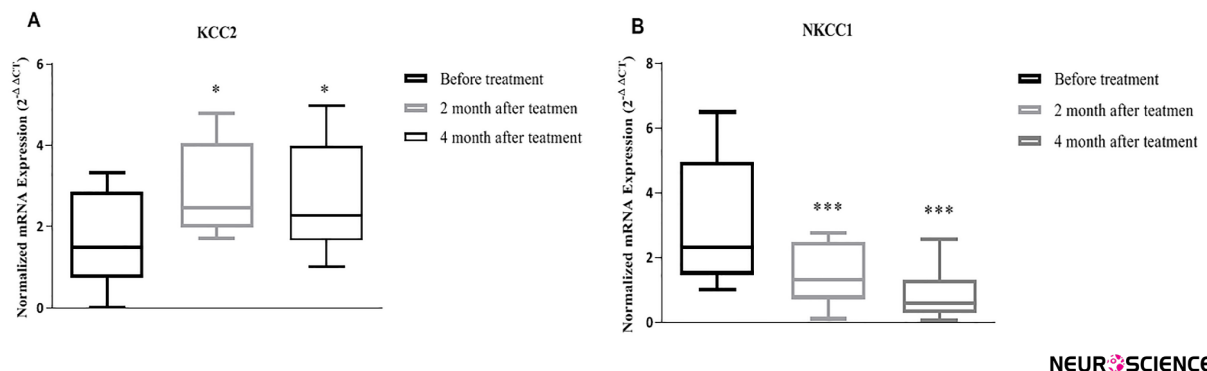 A
KCC2
Normalized mRNA Expression (2^-Δ ΔCT)
6
4
2
0
*
*
Before treatment
2 month after teatmen
4 month after teatment
B
NKCC1
Normalized mRNA Expression (2^-Δ ΔCT)
8
6
4
2
0
***
***
Before treatment
2 month after teatmen
4 month after teatment
NEUROSCIENCE